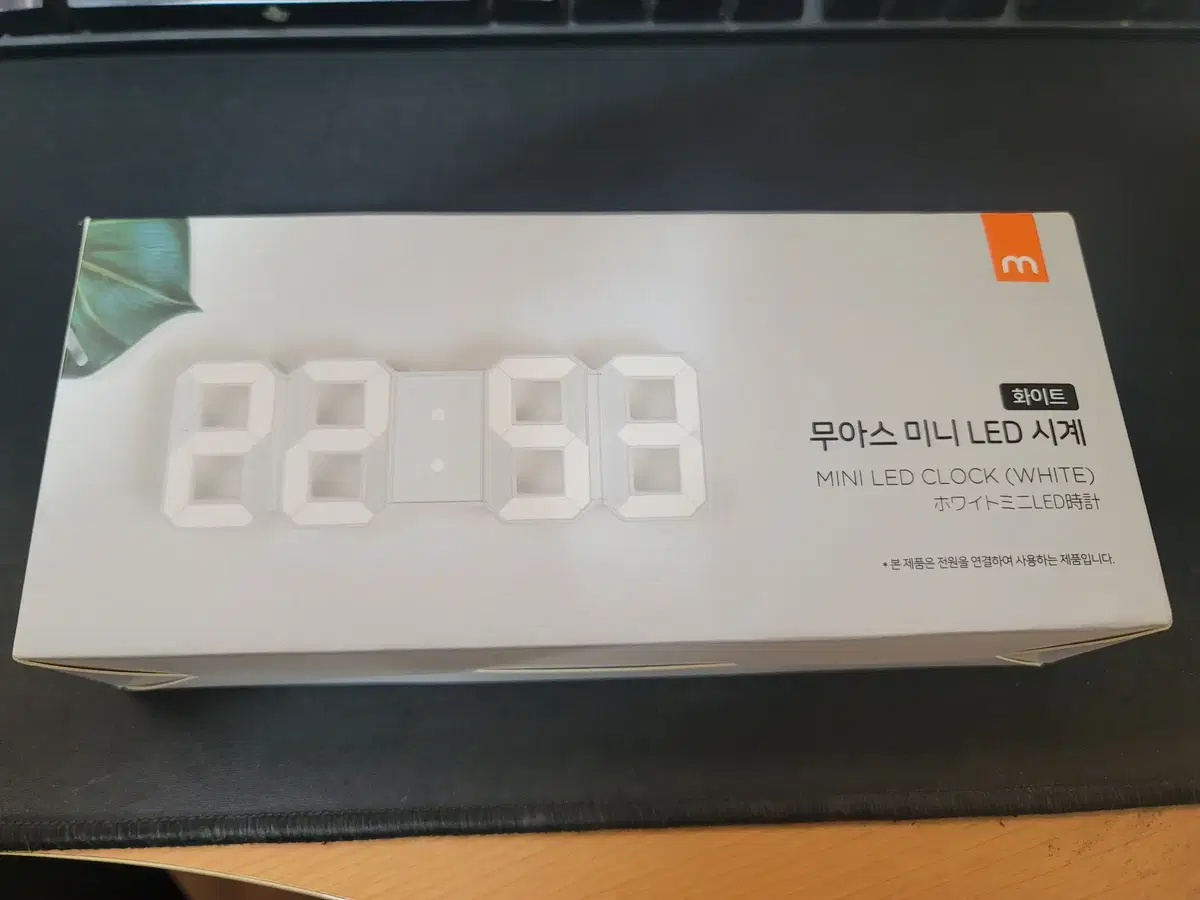 m
22:53
화이트
무아스 미니 LED 시계
MINI LED CLOCK (WHITE)
ホワイトミニLED時計
* 본 제품은 전원을 연결하여 사용하는 제품입니다.